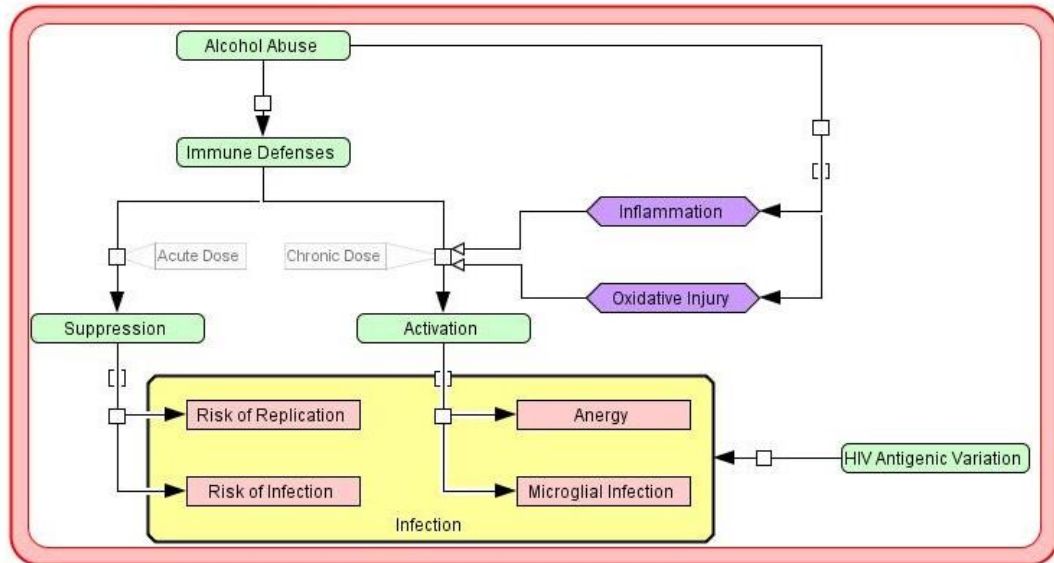 Alcohol Abuse
Immune Defenses
Inflammation
Acute Dose
Chronic Dose
Oxidative Injury
Suppression
Activation
Risk of Replication
Anergy
HIV Antigenic Variation
Risk of Infection
Microglial Infection
Infection